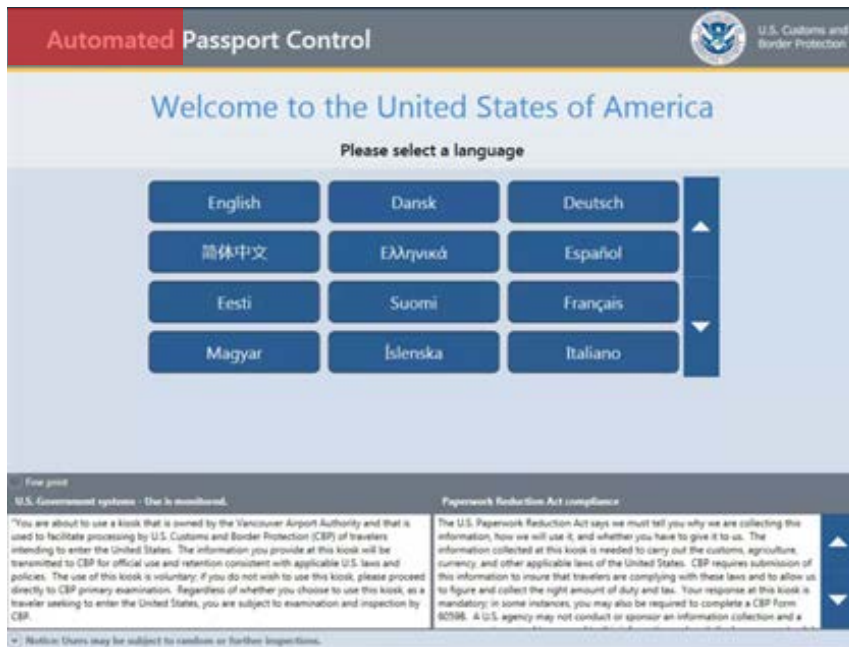 Automated Passport Control
U.S. Customs and
Border Protection
Welcome to the United States of America
Please select a language
English
Dansk
Deutsch
简体中文
Ελληνικά
Español
Eesti
Suomi
Français
Magyar
Íslenska
Italiano
Fine print
U.S. Government systems - Use is monitored.
"You are about to use a kiosk that is owned by the Vancouver Airport Authority and that is
used to facilitate processing by U.S. Customs and Border Protection (CBP) of travelers
intending to enter the United States. The information you provide at this kiosk will be
transmitted to CBP for official use and retention consistent with applicable U.S. laws and
policies. The use of this kiosk is voluntary; if you do not wish to use this kiosk, please proceed
directly to CBP primary examination. Regardless of whether you choose to use this kiosk, as a
traveler seeking to enter the United States, you are subject to examination and inspection by
CBP.
Paperwork Reduction Act compliance
The U.S. Paperwork Reduction Act says we must tell you why we are collecting this
information, how we will use it, and whether you have to give it to us. The
information collected at this kiosk is needed to carry out the customs, agriculture,
currency, and other applicable laws of the United States. CBP requires submission of
this information to insure that travelers are complying with these laws and to allow us
to figure and collect the right amount of duty and tax. Your response at this kiosk is
mandatory; in some instances, you may also be required to complete a CBP Form
6059B. A U.S. agency may not conduct or sponsor an information collection and a
Notice: Users may be subject to random or further inspections.